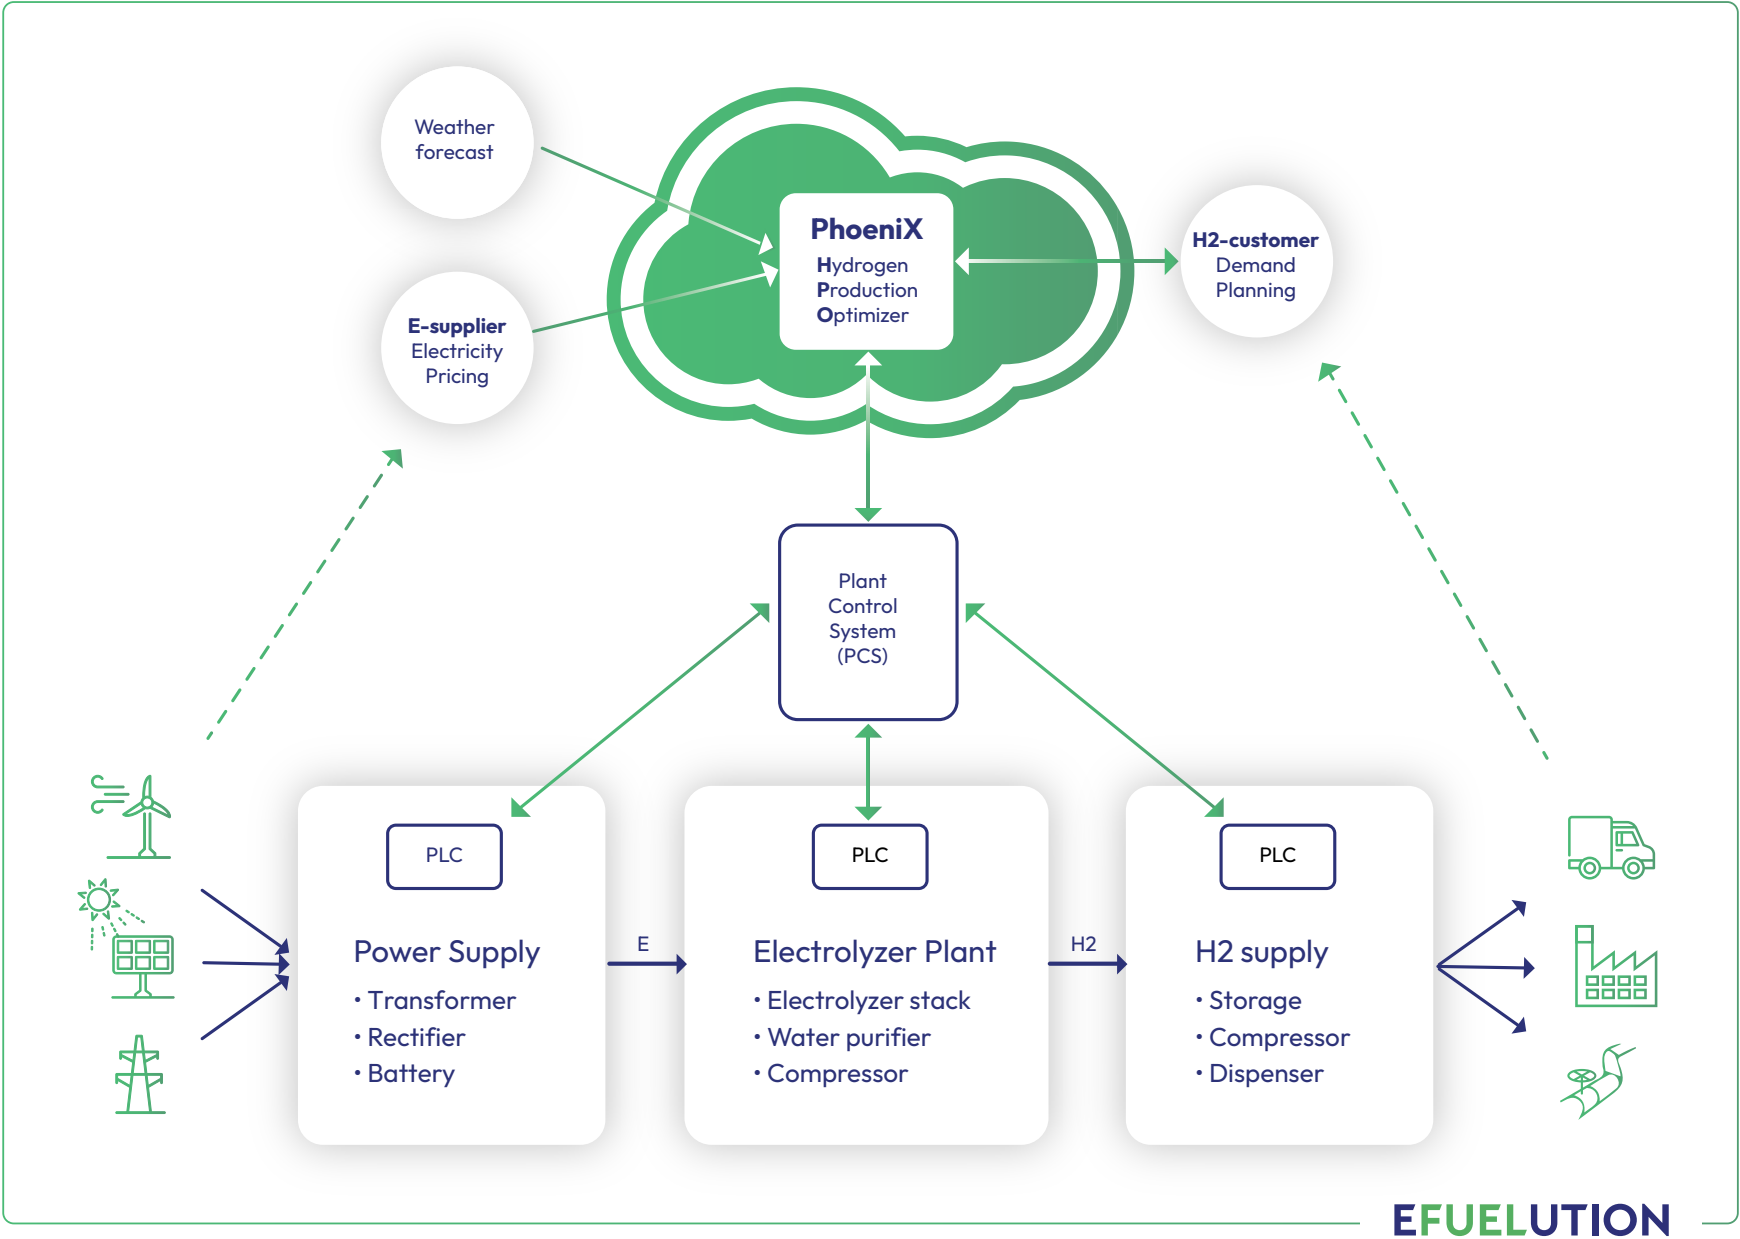 Weather
forecast
E-supplier
Electricity
Pricing
PhoeniX
Hydrogen
Production
Optimizer
H2-customer
Demand
Planning
Plant
Control
System
(PCS)
PLC
Power Supply
• Transformer
• Rectifier
• Battery
E
PLC
Electrolyzer Plant
• Electrolyzer stack
• Water purifier
• Compressor
H2
PLC
H2 supply
• Storage
• Compressor
• Dispenser
EFUELUTION